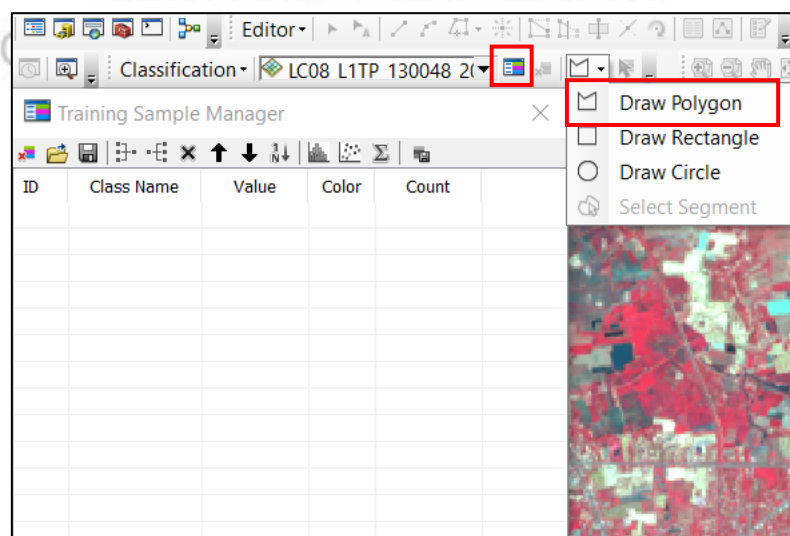 Editor
Classification LC08 L1TP 130048 20
Training Sample Manager
Draw Polygon
Draw Rectangle
Draw Circle
Select Segment
ID Class Name Value Color Count